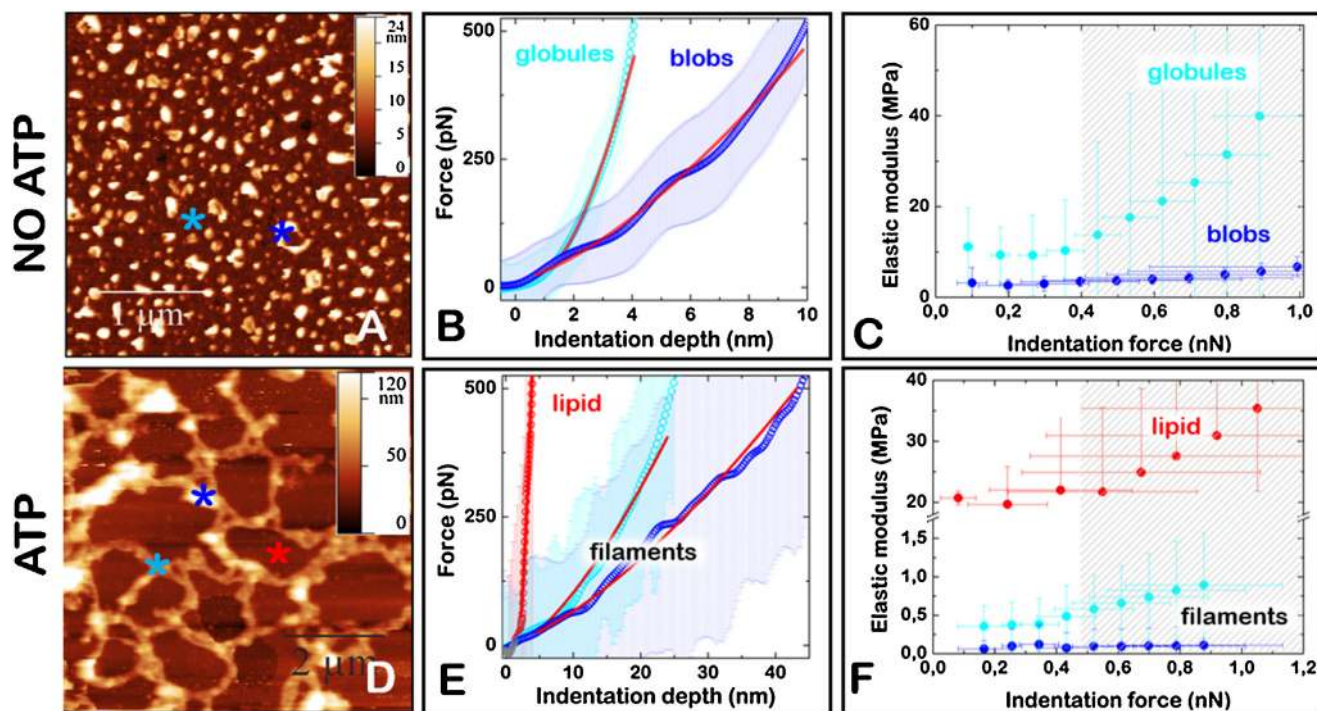 NO ATP
24
nm
15
10
5
0
*
*
1 μm
A
500
250
0
Force (pN)
globules
blobs
B
0 2 4 6 8 10
Indentation depth (nm)
60
40
20
0
Elastic modulus (MPa)
globules
blobs
C
0,0 0,2 0,4 0,6 0,8 1,0
Indentation force (nN)
ATP
120
nm
0
*
*
*
2 μm
D
500
250
0
Force (pN)
lipid
filaments
E
0 10 20 30 40
Indentation depth (nm)
40
30
20
1,5
1,0
0,5
0,0
Elastic modulus (MPa)
lipid
filaments
F
0,0 0,2 0,4 0,6 0,8 1,0 1,2
Indentation force (nN)